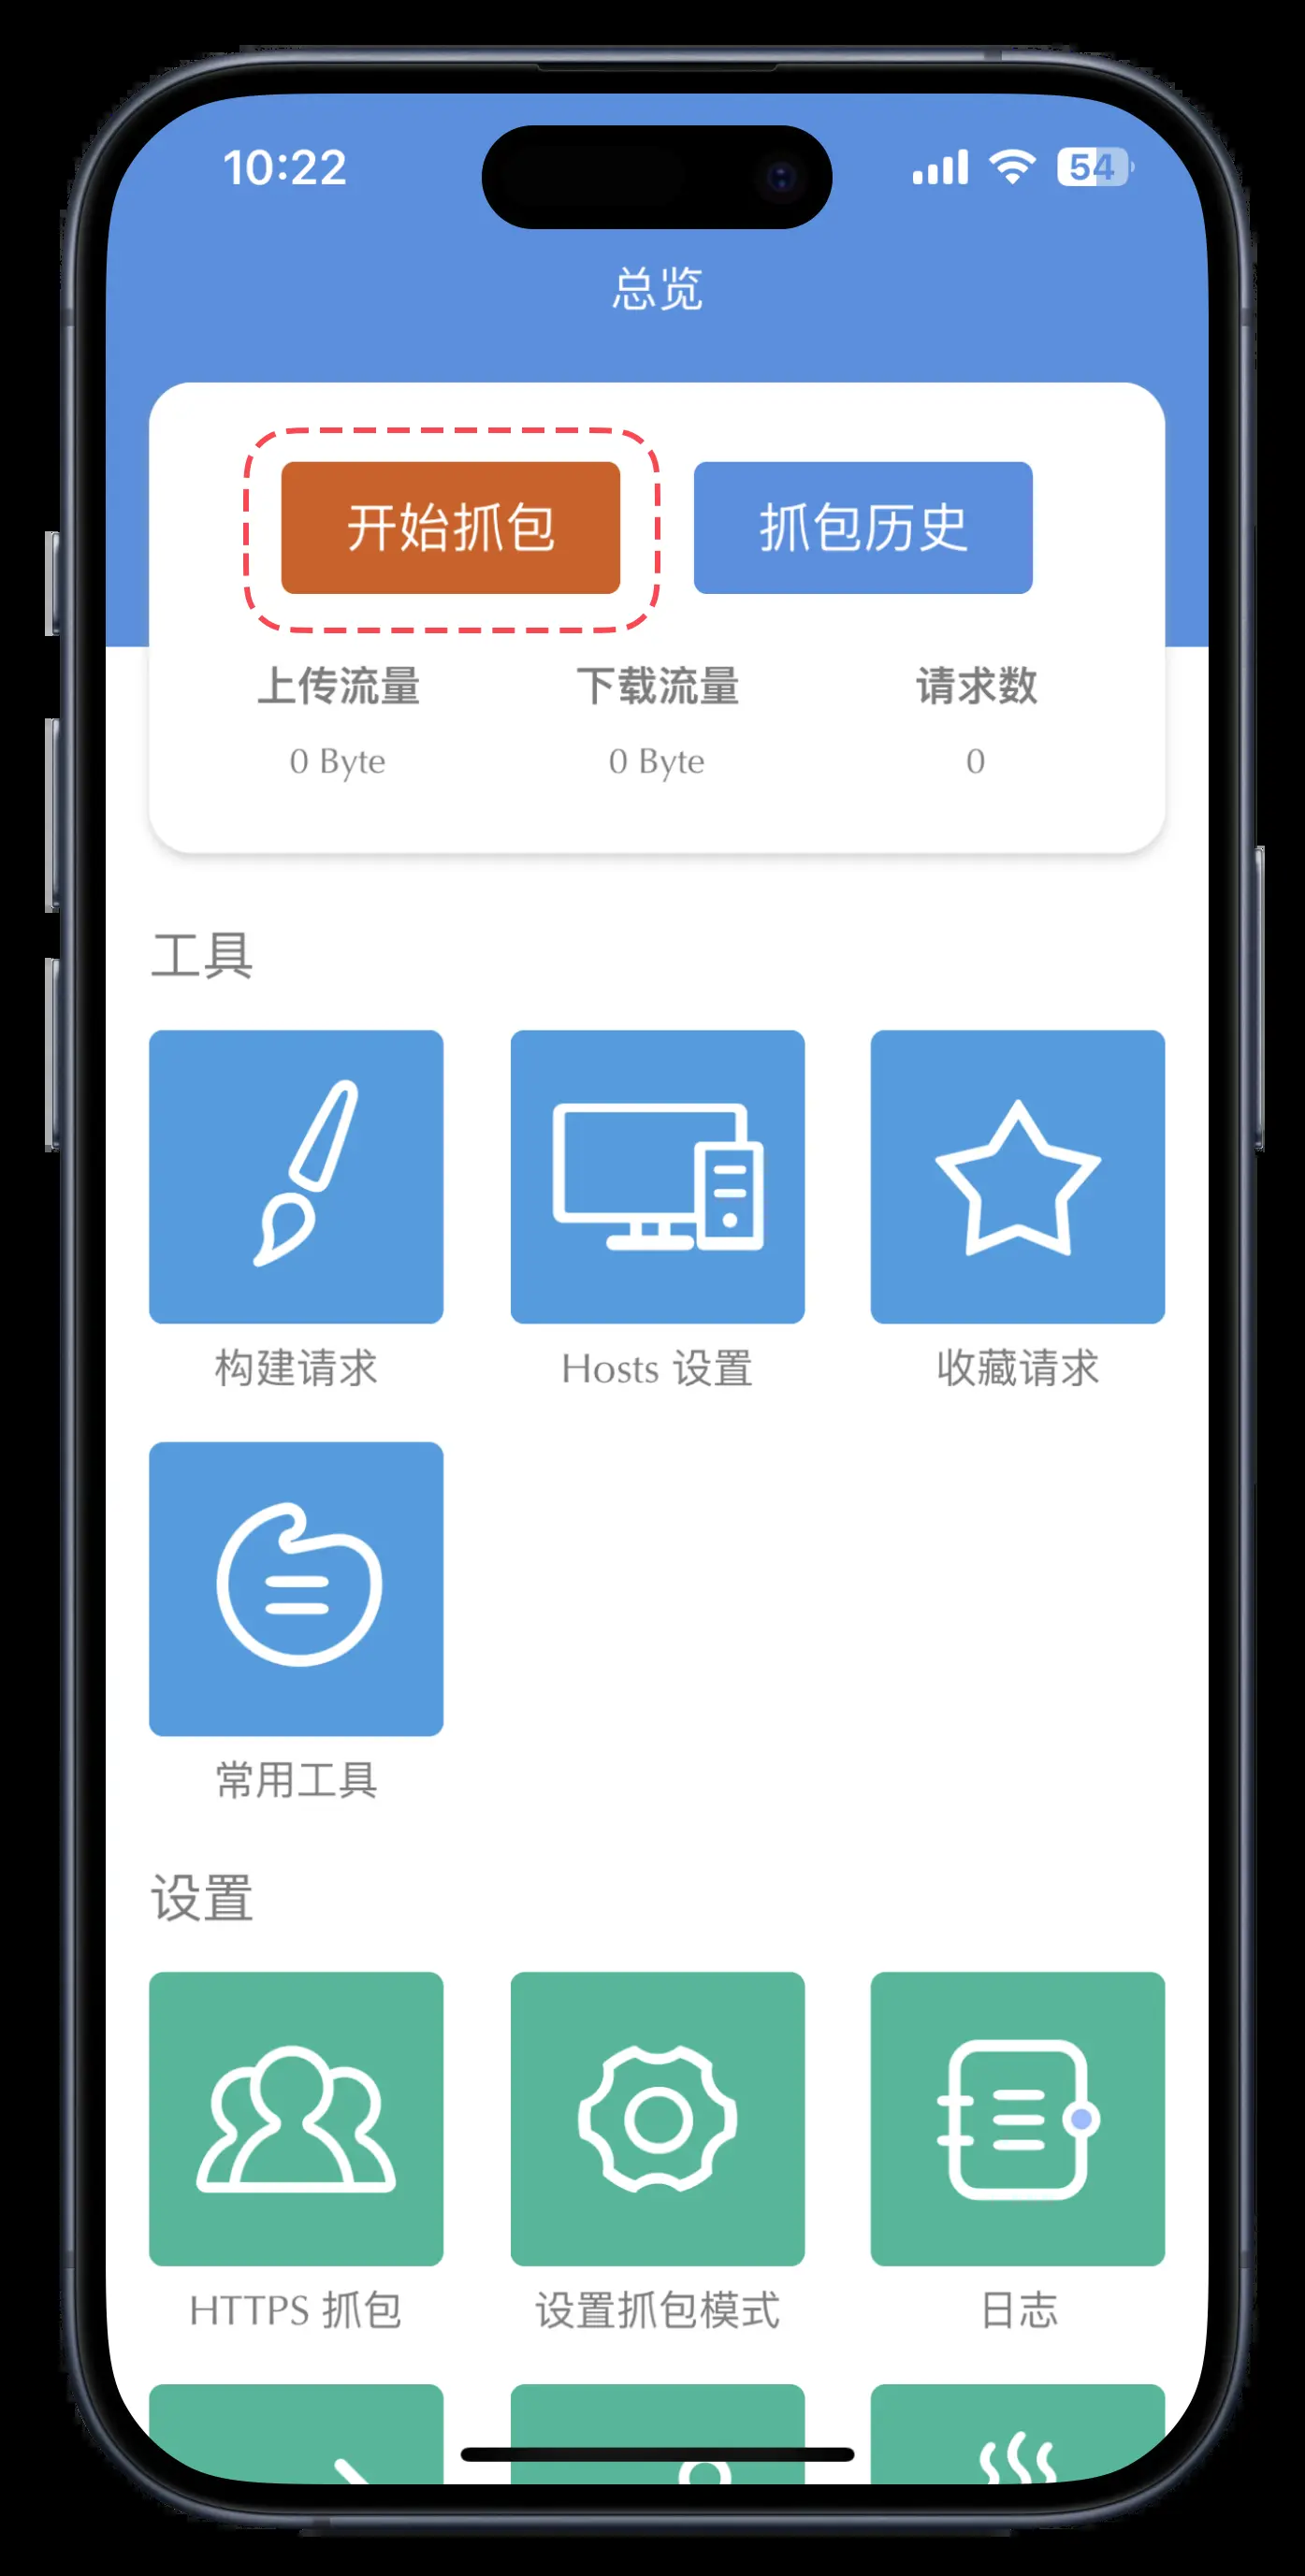 10:22
54
总览
开始抓包
抓包历史
上传流量 下载流量 请求数
0 Byte 0 Byte 0
工具
构建请求 Hosts 设置 收藏请求
常用工具
设置
HTTPS 抓包 设置抓包模式 日志